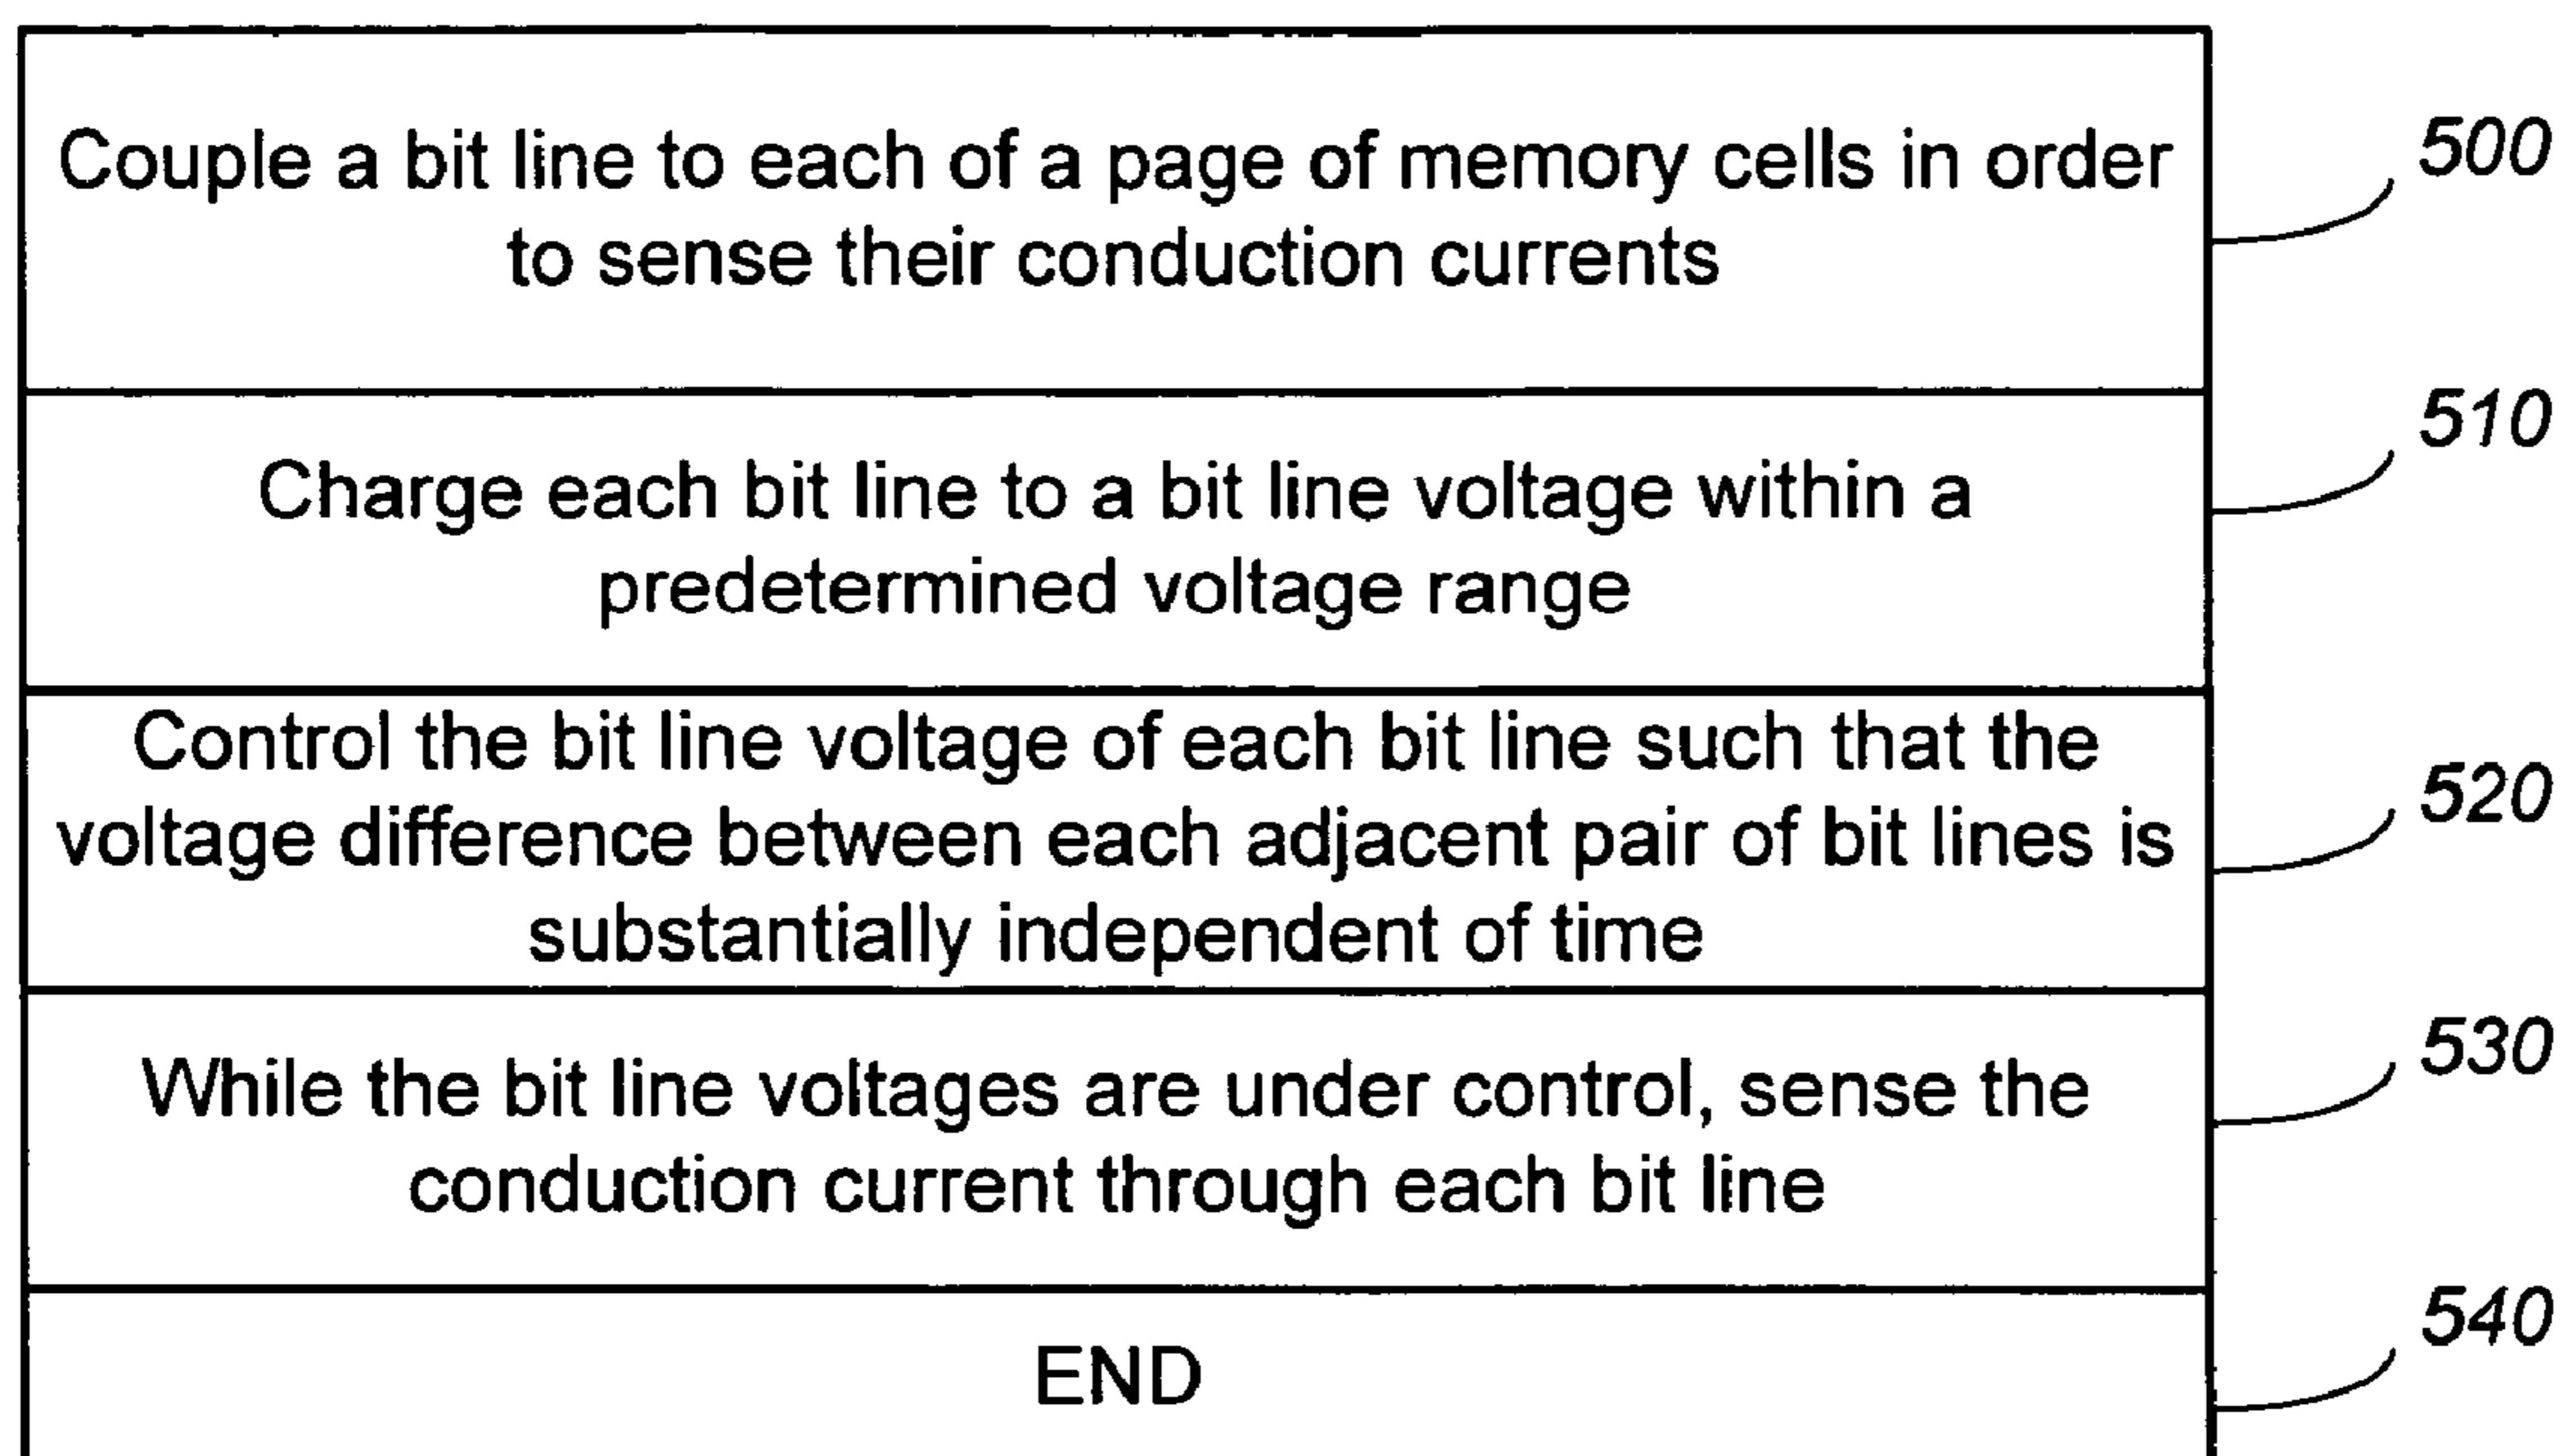 Couple a bit line to each of a page of memory cells in order
to sense their conduction currents
500
Charge each bit line to a bit line voltage within a
predetermined voltage range
510
Control the bit line voltage of each bit line such that the
voltage difference between each adjacent pair of bit lines is
substantially independent of time
520
While the bit line voltages are under control, sense the
conduction current through each bit line
530
END
540